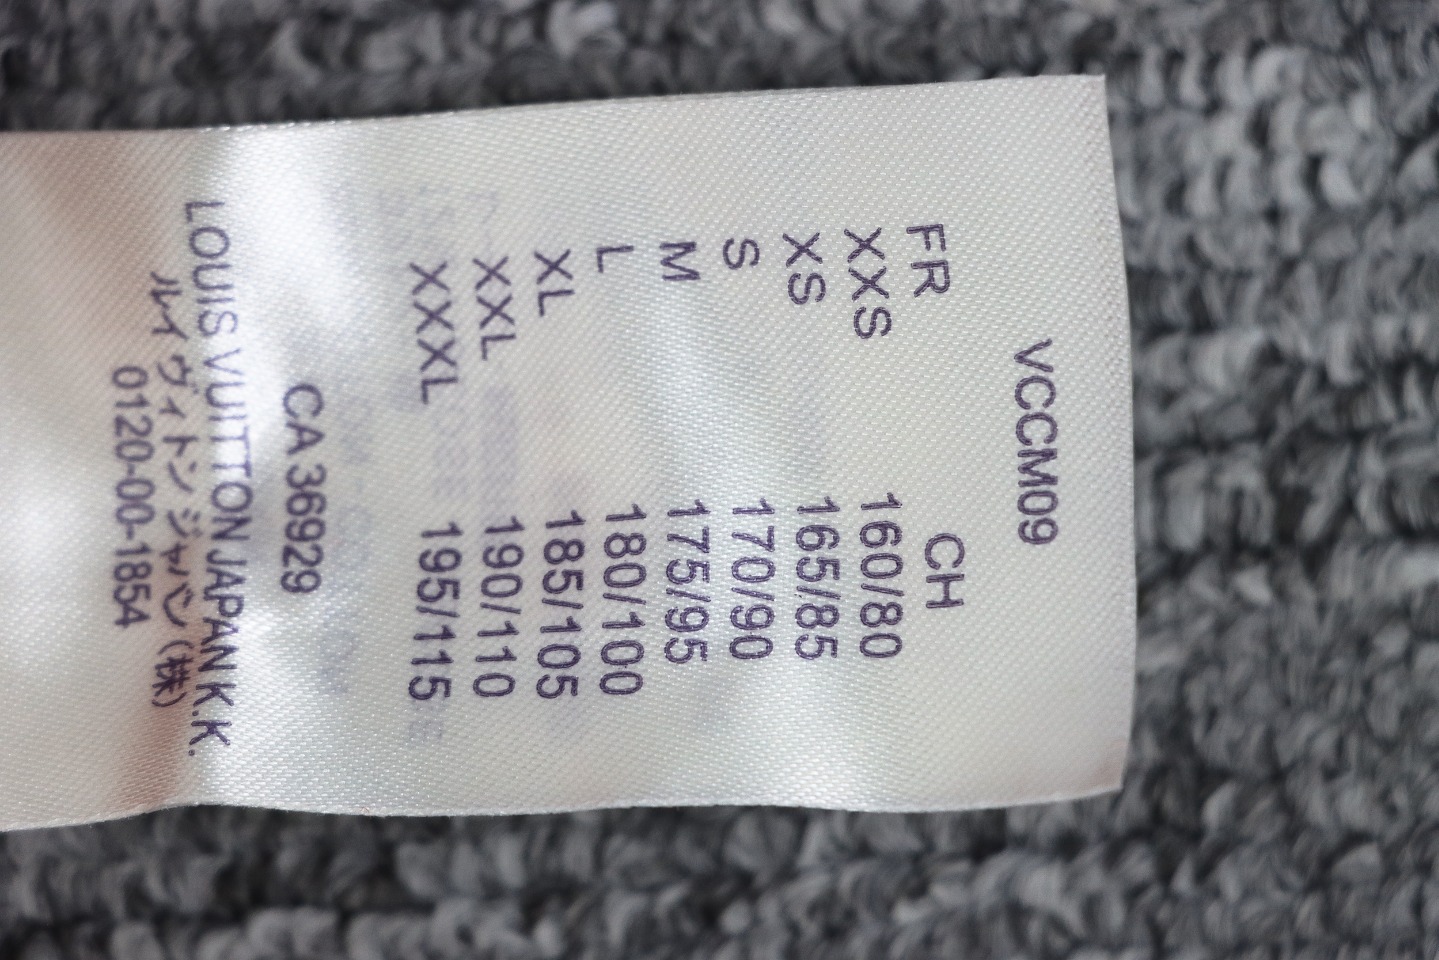 VCCM09
FR CH
XXS 160/80
XS 165/85
S 170/90
M 175/95
L 180/100
XL 185/105
XXL 190/110
XXXL 195/115
CA 36929
LOUIS VUITTON JAPAN K.K.
ルイ ヴィトン ジャパン (株)
0120-00-1854